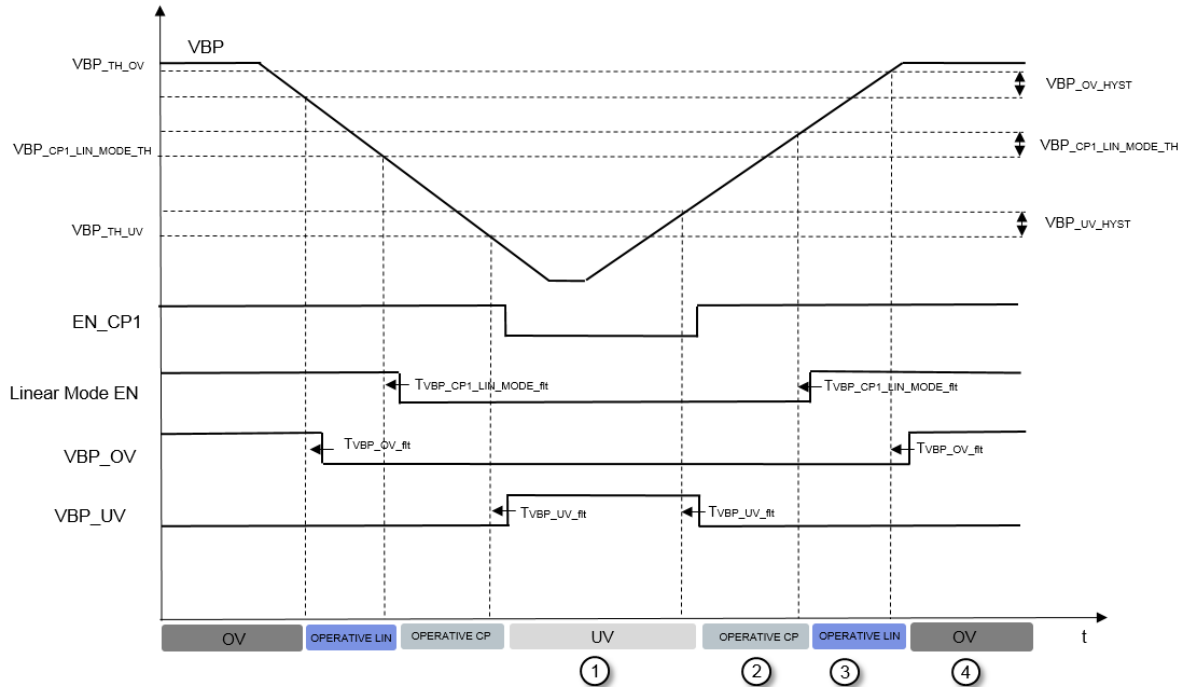 VBP
VBP_TH_OV
VBP_OV_HYST
VBP_CP1_LIN_MODE_TH
VBP_CP1_LIN_MODE_TH
VBP_TH_UV
VBP_UV_HYST
EN_CP1
Linear Mode EN
TVBP_CP1_LIN_MODE_flt
TVBP_CP1_LIN_MODE_flt
VBP_OV
TVBP_OV_flt
TVBP_OV_flt
VBP_UV
TVBP_UV_flt
TVBP_UV_flt
OV
OPERATIVE LIN
OPERATIVE CP
UV
OPERATIVE CP
OPERATIVE LIN
OV
t
1
2
3
4